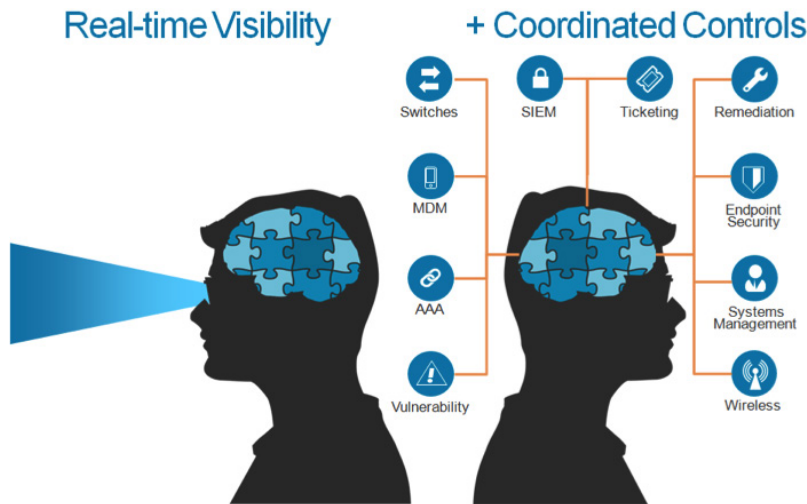 Real-time Visibility
+ Coordinated Controls
Switches
SIEM
Ticketing
Remediation
MDM
Endpoint
Security
AAA
Systems
Management
Vulnerability
Wireless